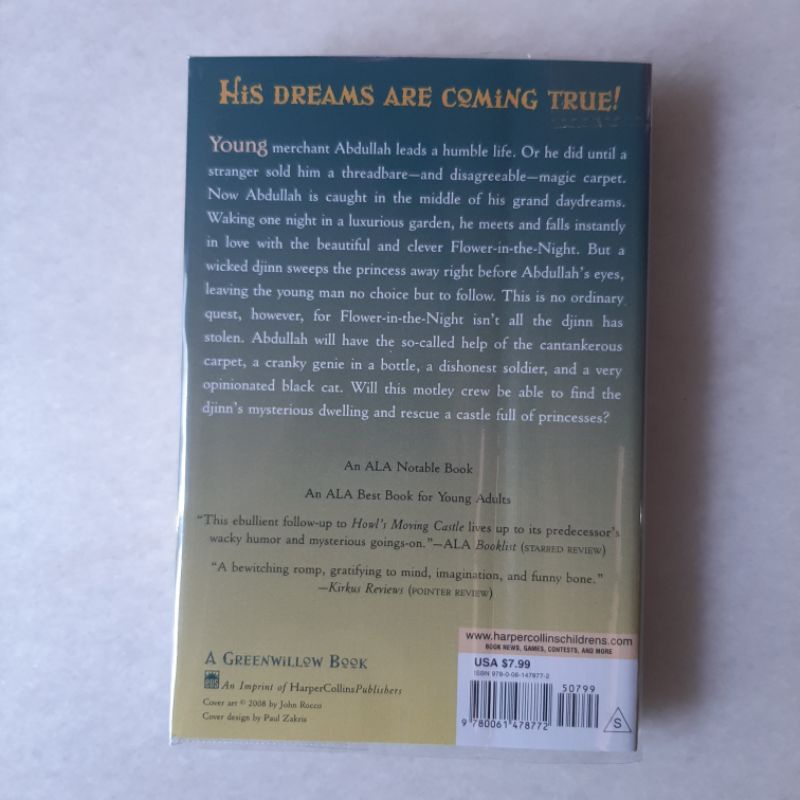 HIS DREAMS ARE COMING TRUE!
Young merchant Abdullah leads a humble life. Or he did until a
stranger sold him a threadbare—and disagreeable—magic carpet.
Now Abdullah is caught in the middle of his grand daydreams.
Waking one night in a luxurious garden, he meets and falls instantly
in love with the beautiful and clever Flower-in-the-Night. But a
wicked djinn sweeps the princess away right before Abdullah's eyes,
leaving the young man no choice but to follow. This is no ordinary
quest, however, for Flower-in-the-Night isn't all the djinn has
stolen. Abdullah will have the so-called help of the cantankerous
carpet, a cranky genie in a bottle, a dishonest soldier, and a very
opinionated black cat. Will this motley crew be able to find the
djinn's mysterious dwelling and rescue a castle full of princesses?
An ALA Notable Book
An ALA Best Book for Young Adults
"This ebullient follow-up to Howl's Moving Castle lives up to its predecessor's
wacky humor and mysterious goings-on."—ALA Booklist (STARRED REVIEW)
"A bewitching romp, gratifying to mind, imagination, and funny bone."
—Kirkus Reviews (POINTER REVIEW)
A GREENWILLOW BOOK
eos An Imprint of HarperCollinsPublishers
Cover art © 2008 by John Rocco
Cover design by Paul Zakris
www.harpercollinschildrens.com
BOOK NEWS, GAMES, CONTESTS, AND MORE
USA $7.99
ISBN 978-0-06-147877-2
50799
9 780061 478772
S